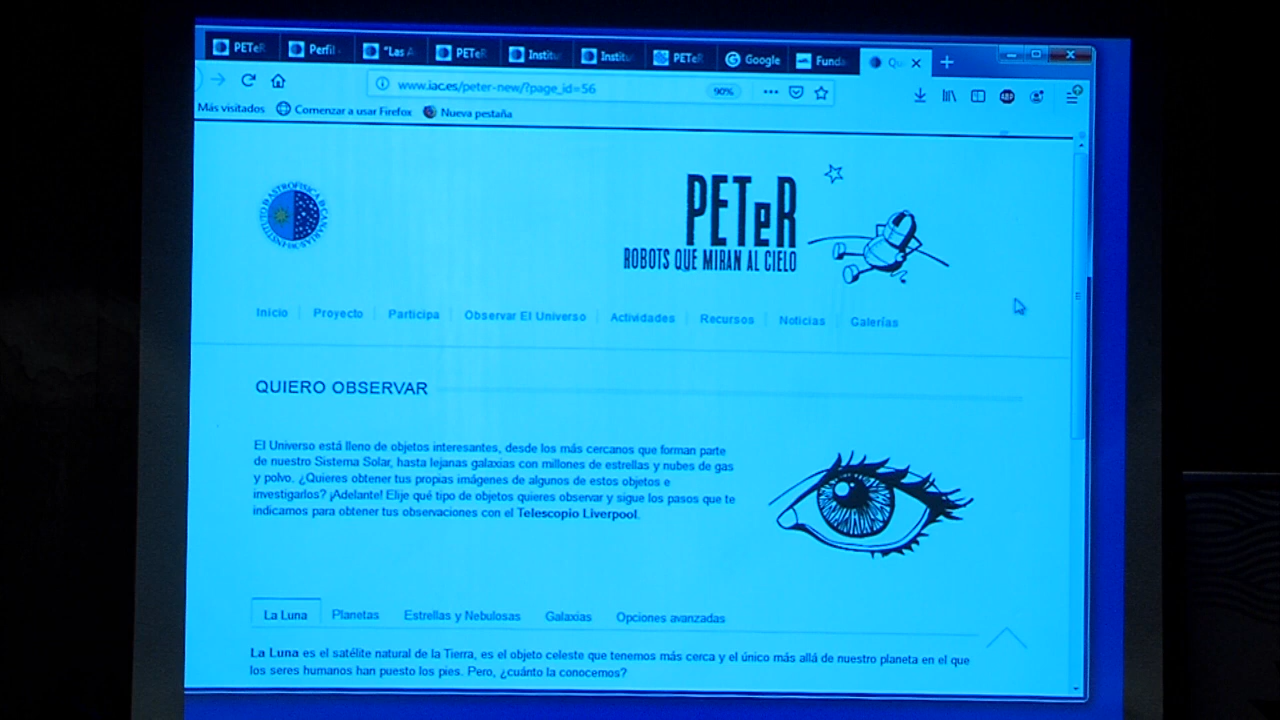 PETeR
Perfil
"Las A
PETeR
Institu
Institu
PETeR
Google
Funda
Qu
www.iac.es/peter-new/?page_id=56
90%
Más visitados
Comenzar a usar Firefox
Nueva pestaña
INSTITUTO DE ASTROFÍSICA DE CANARIAS
PETeR
ROBOTS QUE MIRAN AL CIELO
Inicio
Proyecto
Participa
Observar El Universo
Actividades
Recursos
Noticias
Galerías
QUIERO OBSERVAR
El Universo está lleno de objetos interesantes, desde los más cercanos que forman parte
de nuestro Sistema Solar, hasta lejanas galaxias con millones de estrellas y nubes de gas
y polvo. ¿Quieres obtener tus propias imágenes de algunos de estos objetos e
investigarlos? ¡Adelante! Elije qué tipo de objetos quieres observar y sigue los pasos que te
indicamos para obtener tus observaciones con el Telescopio Liverpool.
La Luna
Planetas
Estrellas y Nebulosas
Galaxias
Opciones avanzadas
La Luna es el satélite natural de la Tierra, es el objeto celeste que tenemos más cerca y el único más allá de nuestro planeta en el que
los seres humanos han puesto los pies. Pero, ¿cuánto la conocemos?